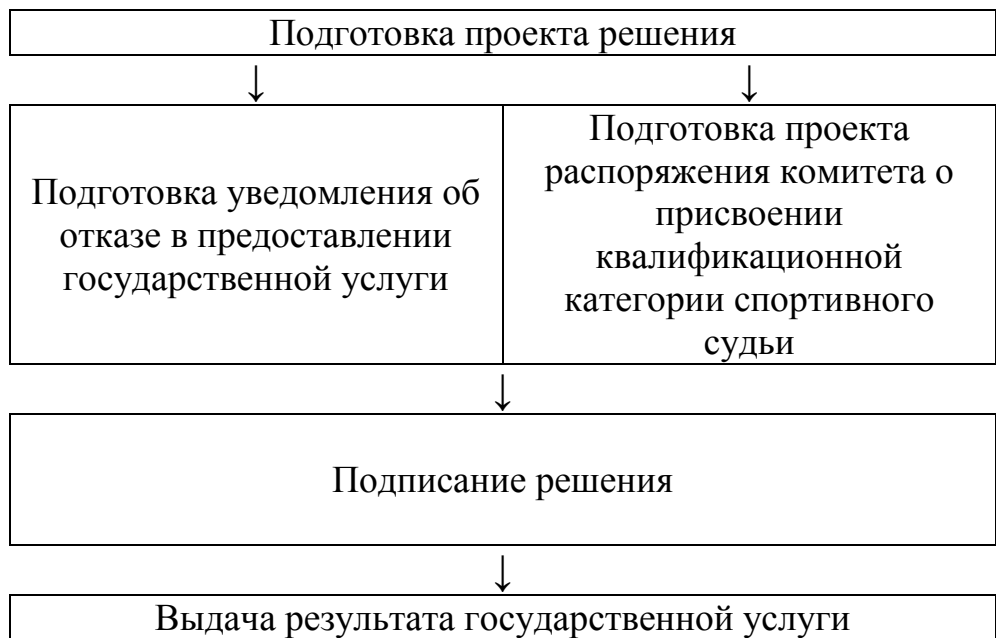 Подготовка проекта решения
↓ ↓
Подготовка уведомления об
отказе в предоставлении
государственной услуги
Подготовка проекта
распоряжения комитета о
присвоении
квалификационной
категории спортивного
судьи
↓
Подписание решения
↓
Выдача результата государственной услуги